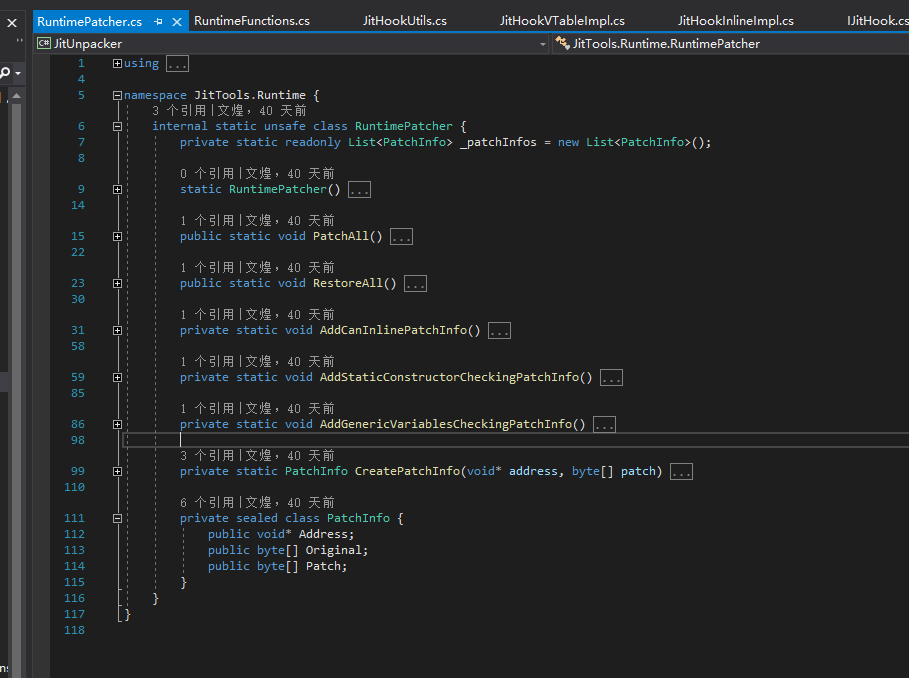 RuntimePatcher.cs
RuntimeFunctions.cs
JitHookUtils.cs
JitHookVTableImpl.cs
JitHookInlineImpl.cs
IJitHook.cs
C# JitUnpacker
JitTools.Runtime.RuntimePatcher
1 using ...
4
5 namespace JitTools.Runtime {
3 个引用|文煌，40 天前
6 internal static unsafe class RuntimePatcher {
7 private static readonly List<PatchInfo> _patchInfos = new List<PatchInfo>();
8
0 个引用|文煌，40 天前
9 static RuntimePatcher() ...
14
1 个引用|文煌，40 天前
15 public static void PatchAll() ...
22
1 个引用|文煌，40 天前
23 public static void RestoreAll() ...
30
1 个引用|文煌，40 天前
31 private static void AddCanInlinePatchInfo() ...
58
1 个引用|文煌，40 天前
59 private static void AddStaticConstructorCheckingPatchInfo() ...
85
1 个引用|文煌，40 天前
86 private static void AddGenericVariablesCheckingPatchInfo() ...
98
3 个引用|文煌，40 天前
99 private static PatchInfo CreatePatchInfo(void* address, byte[] patch) ...
110
6 个引用|文煌，40 天前
111 private sealed class PatchInfo {
112 public void* Address;
113 public byte[] Original;
114 public byte[] Patch;
115 }
116 }
117 }
118